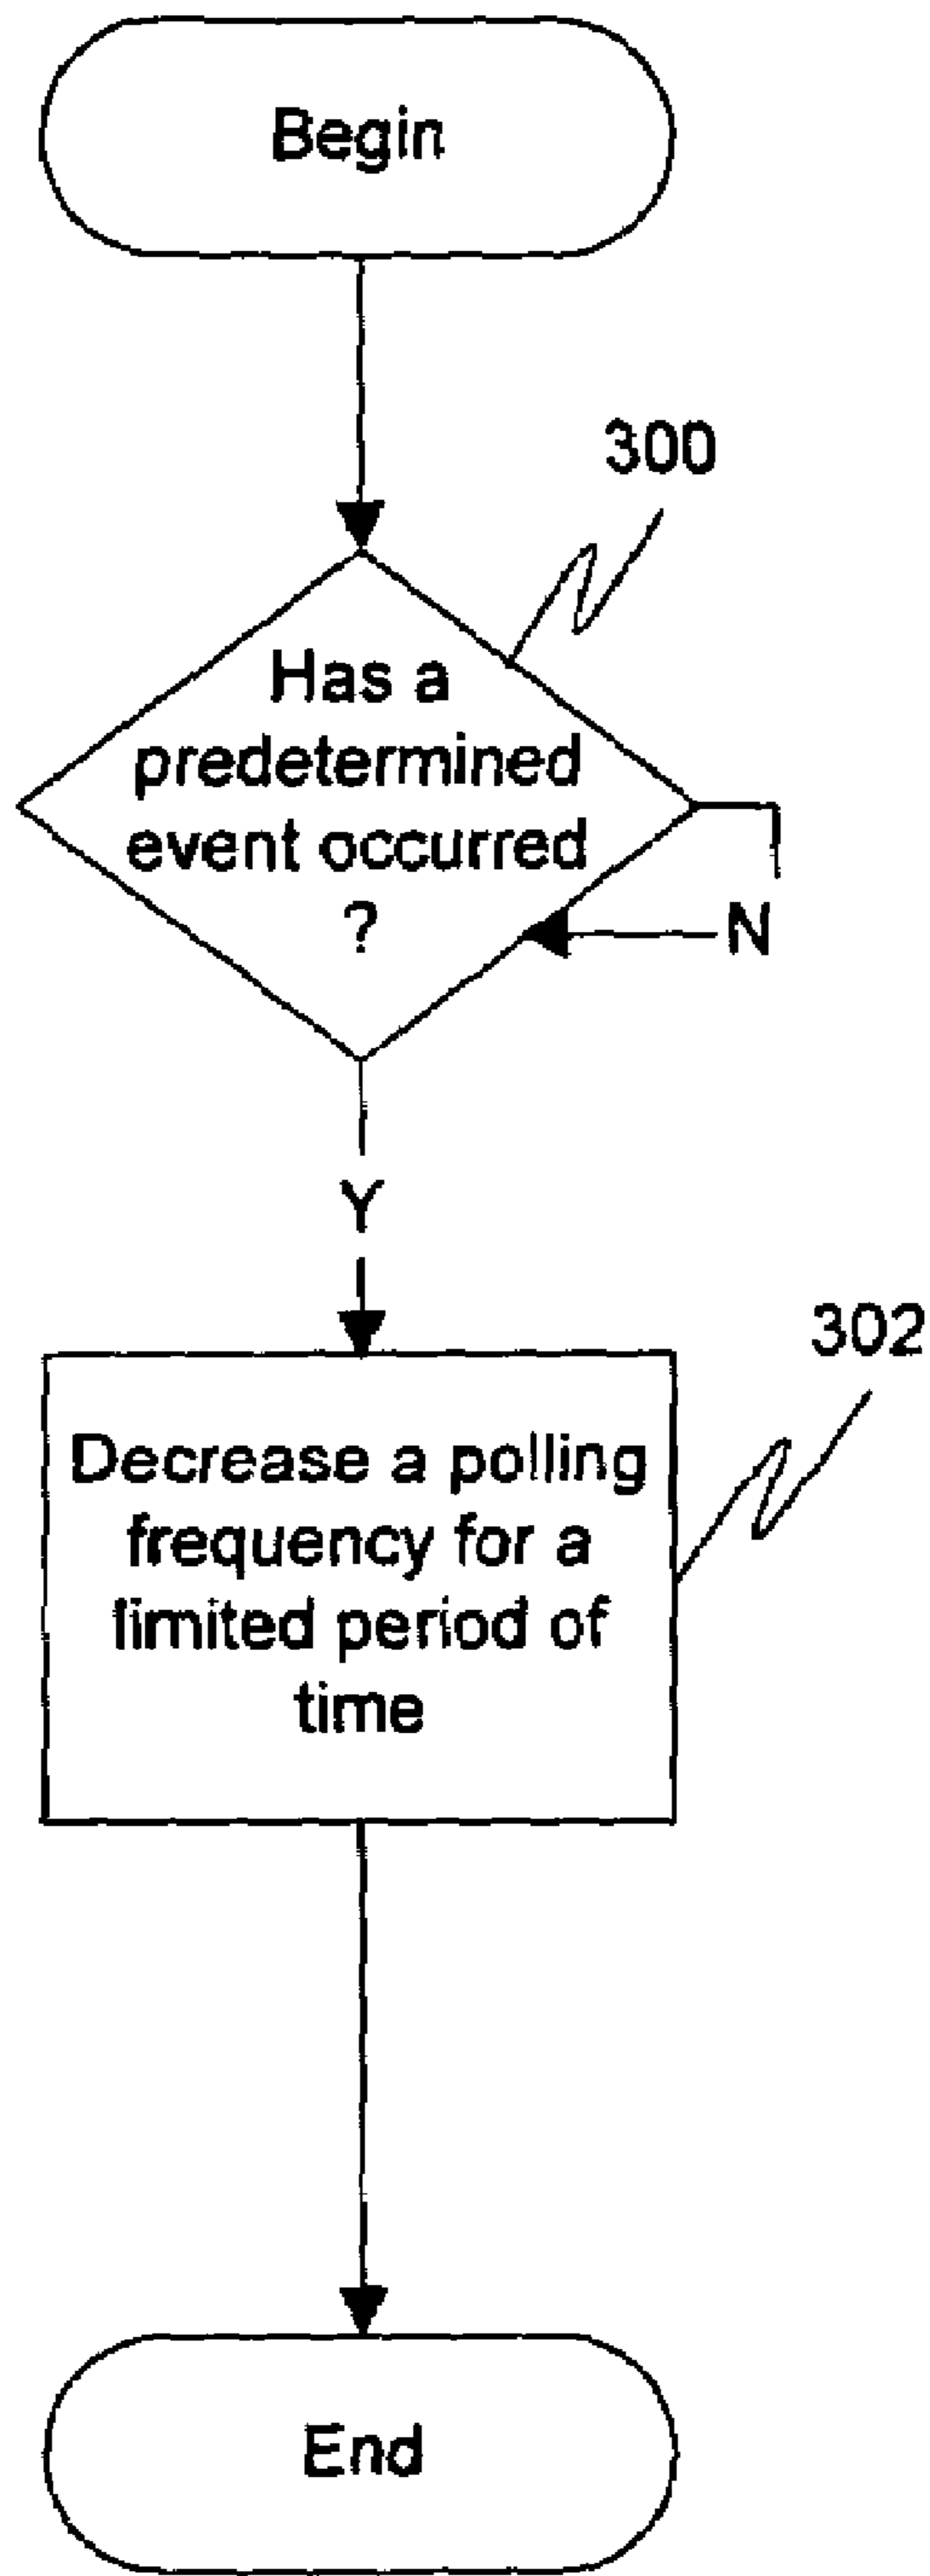 Begin
300
Has a
predetermined
event occurred
?
N
Y
302
Decrease a polling
frequency for a
limited period of
time
End